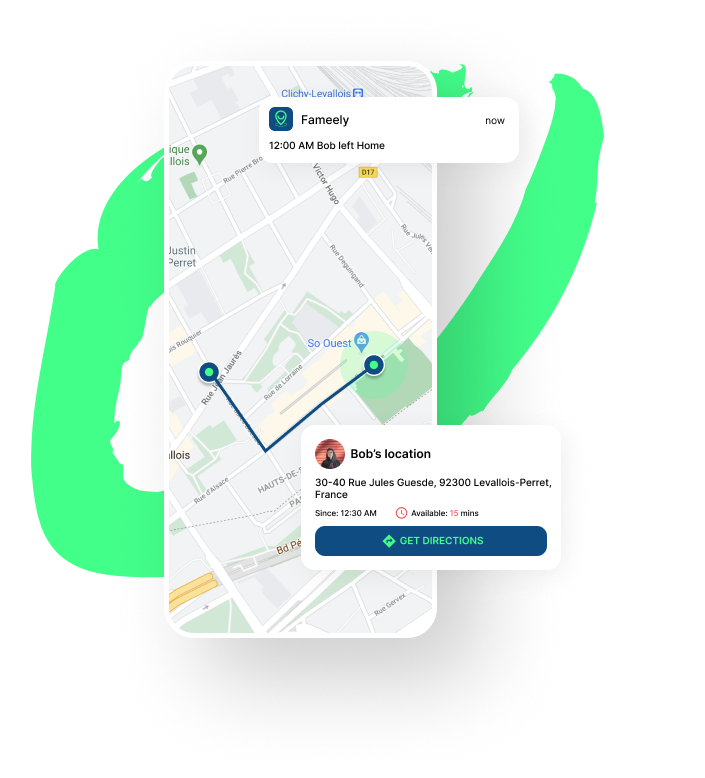 Clichy-Levallois
Fameely
now
12:00 AM Bob left Home
ique
llois
Rue Pierre Bro
D17
Victor Hugo
Rue Jules Ve
Justin
Perret
Rue Deguingand
is Rouquier
So Ouest
Rue Jean Jaurès
Rue de Lorraine
llois
Bob's location
HAUTS-DE-S
Rue d'Alsace
PA
30-40 Rue Jules Guesde, 92300 Levallois-Perret,
France
Since: 12:30 AM
Available: 15 mins
Bd Pé
GET DIRECTIONS
Rue Gervex